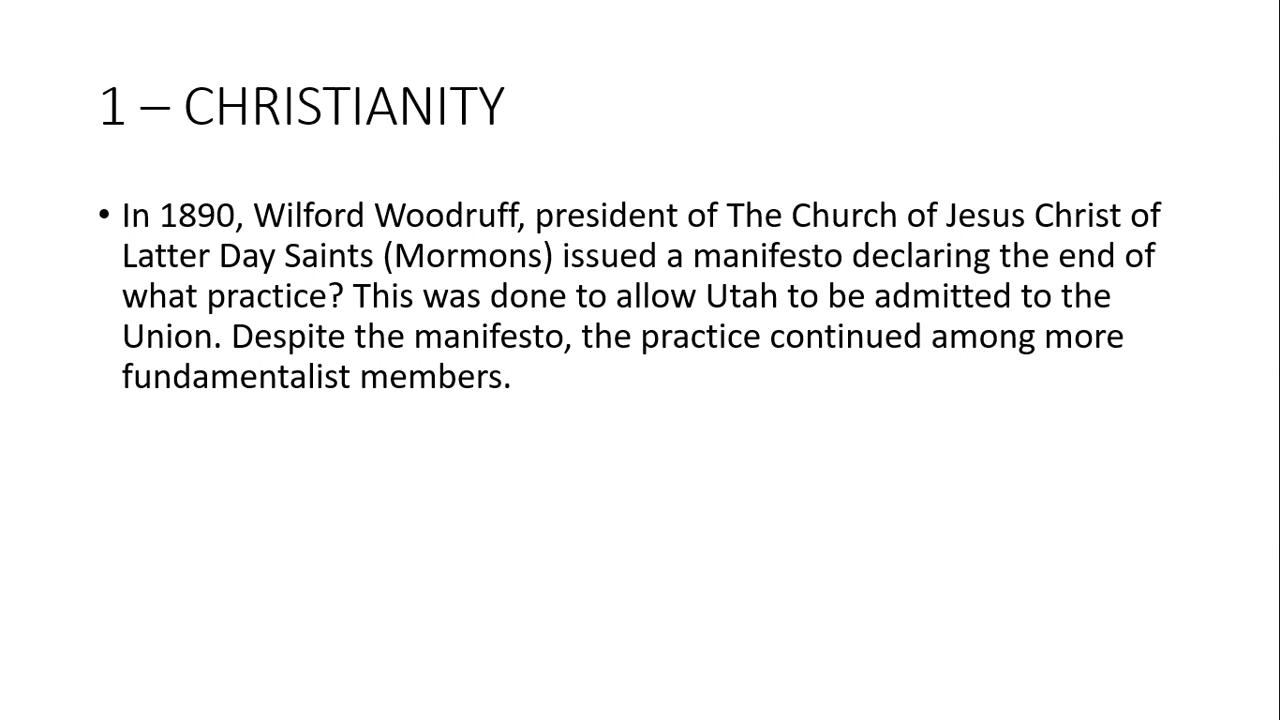 1 – CHRISTIANITY
• In 1890, Wilford Woodruff, president of The Church of Jesus Christ of
Latter Day Saints (Mormons) issued a manifesto declaring the end of
what practice? This was done to allow Utah to be admitted to the
Union. Despite the manifesto, the practice continued among more
fundamentalist members.